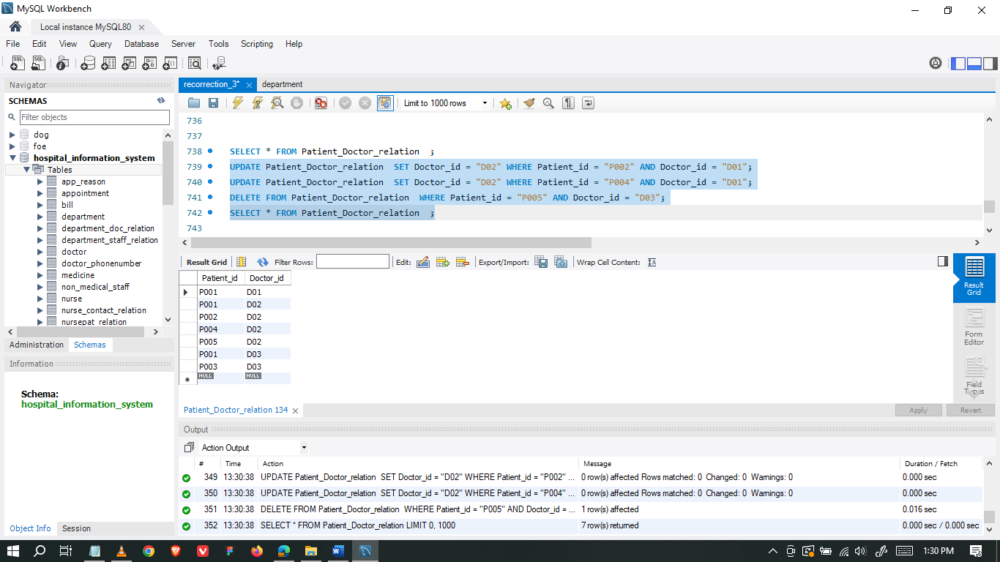 MySQL Workbench
Local instance MySQL80
File Edit View Query Database Server Tools Scripting Help
Navigator
SCHEMAS
Filter objects
dog
foe
hospital_information_system
Tables
app_reason
appointment
bill
department
department_doc_relation
department_staff_relation
doctor
doctor_phonenumber
medicine
non_medical_staff
nurse
nurse_contact_relation
nursepat_relation
Administration Schemas
Information
Schema:
hospital_information_system
Object Info Session
recorrection_3* department
Limit to 1000 rows
736
737
738 SELECT * FROM Patient_Doctor_relation ;
739 UPDATE Patient_Doctor_relation SET Doctor_id = "D02" WHERE Patient_id = "P002" AND Doctor_id = "D01";
740 UPDATE Patient_Doctor_relation SET Doctor_id = "D02" WHERE Patient_id = "P004" AND Doctor_id = "D01";
741 DELETE FROM Patient_Doctor_relation WHERE Patient_id = "P005" AND Doctor_id = "D03";
742 SELECT * FROM Patient_Doctor_relation ;
743
Result Grid Filter Rows: Edit: Export/Import: Wrap Cell Content:
Patient_id Doctor_id
P001 D01
P001 D02
P002 D02
P004 D02
P005 D02
P001 D03
P003 D03
NULL NULL
Result
Grid
Form
Editor
Field
Types
Patient_Doctor_relation 134 Apply Revert
Output
Action Output
# Time Action Message Duration / Fetch
349 13:30:38 UPDATE Patient_Doctor_relation SET Doctor_id = "D02" WHERE Patient_id = "P002" ... 0 row(s) affected Rows matched: 0 Changed: 0 Warnings: 0 0.000 sec
350 13:30:38 UPDATE Patient_Doctor_relation SET Doctor_id = "D02" WHERE Patient_id = "P004" ... 0 row(s) affected Rows matched: 0 Changed: 0 Warnings: 0 0.000 sec
351 13:30:38 DELETE FROM Patient_Doctor_relation WHERE Patient_id = "P005" AND Doctor_id = ... 1 row(s) affected 0.016 sec
352 13:30:38 SELECT * FROM Patient_Doctor_relation LIMIT 0, 1000 7 row(s) returned 0.000 sec / 0.000 sec
1:30 PM